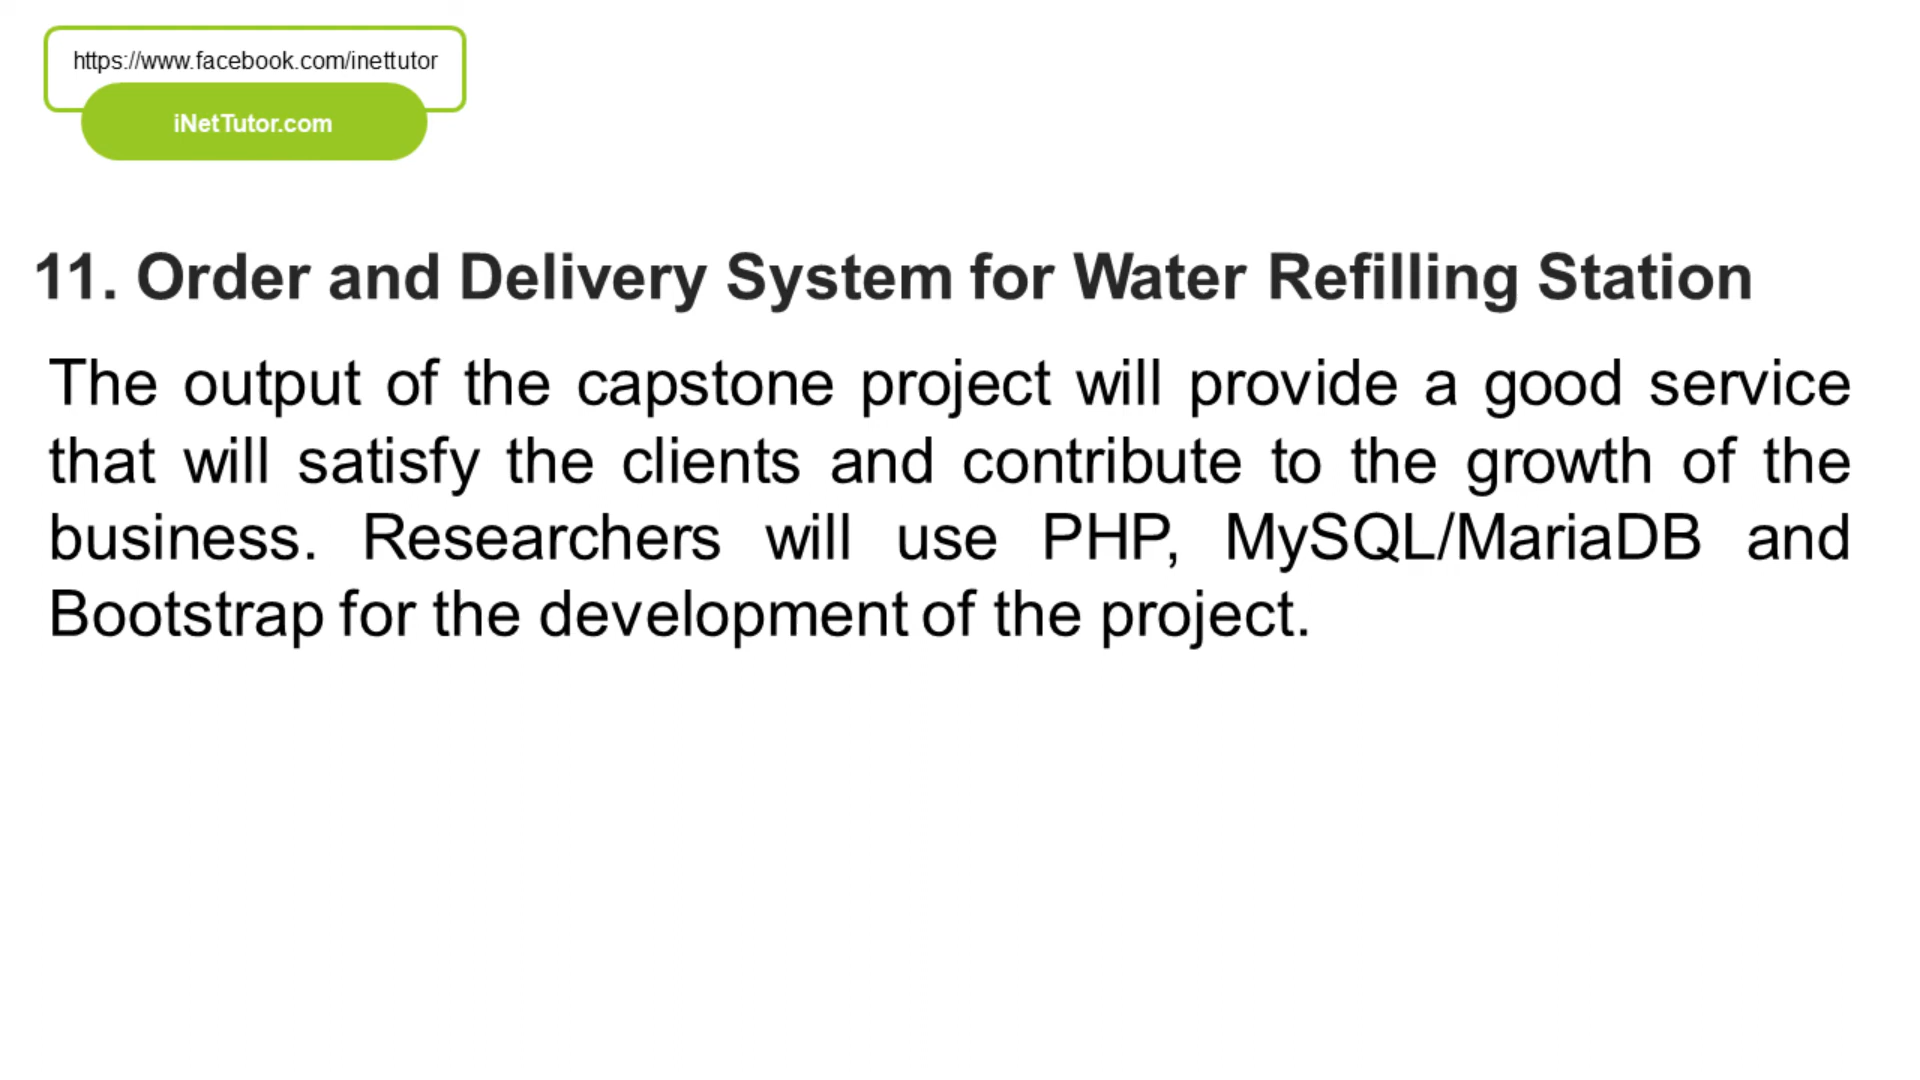 https://www.facebook.com/inettutor
iNetTutor.com
11. Order and Delivery System for Water Refilling Station
The output of the capstone project will provide a good service
that will satisfy the clients and contribute to the growth of the
business. Researchers will use PHP, MySQL/MariaDB and
Bootstrap for the development of the project.